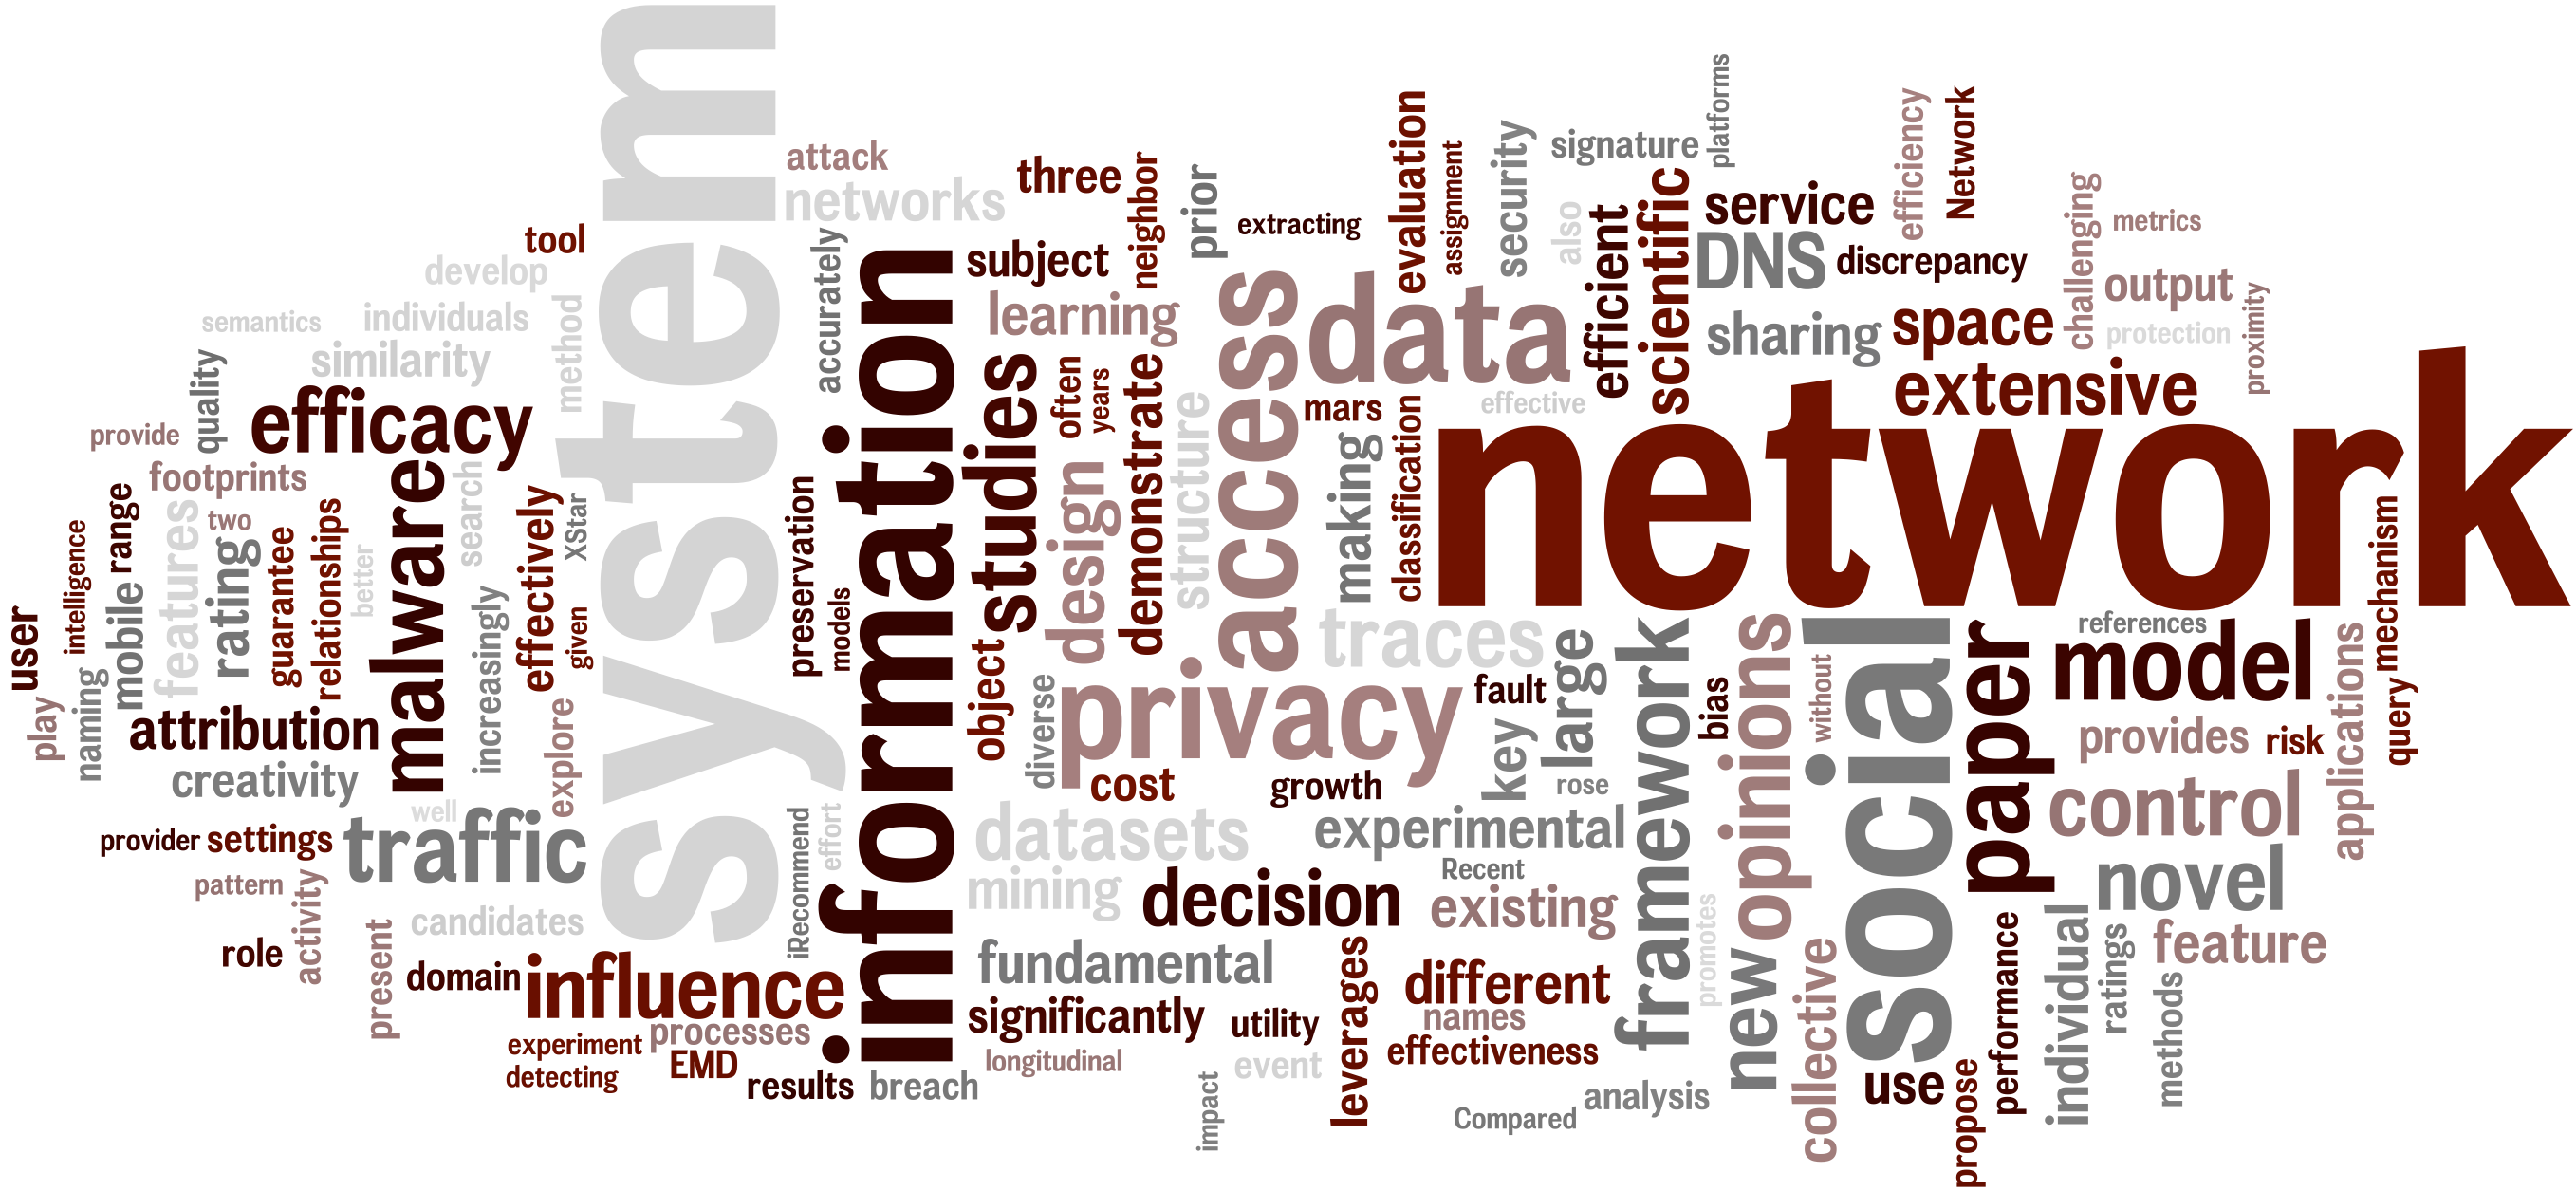 system
attack
networks
three
neighbor
prior
extracting
evaluation
assignment
security
signature
platforms
also
efficient
scientific
service
efficiency
Network
DNS
discrepancy
challenging
metrics
output
protection
proximity
sharing
space
extensive
tool
develop
individuals
semantics
similarity
method
accurately
information
subject
learning
studies
often
years
demonstrate
structure
access
data
mars
effective
making
classification
network
quality
efficacy
provide
footprints
malware
search
effectively
XStar
given
range
features
two
rating
guarantee
relationships
better
intelligence
mobile
user
naming
play
increasingly
explore
preservation
models
design
object
diverse
privacy
traces
fault
large
key
rose
framework
bias
opinions
without
social
paper
references
model
mechanism
applications
query
provides
risk
control
novel
feature
attribution
creativity
well
provider
settings
traffic
pattern
activity
candidates
role
present
domain
influence
experiment
detecting
processes
EMD
results
breach
iRecommend
effort
cost
growth
datasets
mining
decision
experimental
Recent
existing
fundamental
significantly
utility
longitudinal
event
impact
leverages
different
names
effectiveness
Compared
analysis
promotes
new
collective
use
propose
performance
individual
ratings
methods